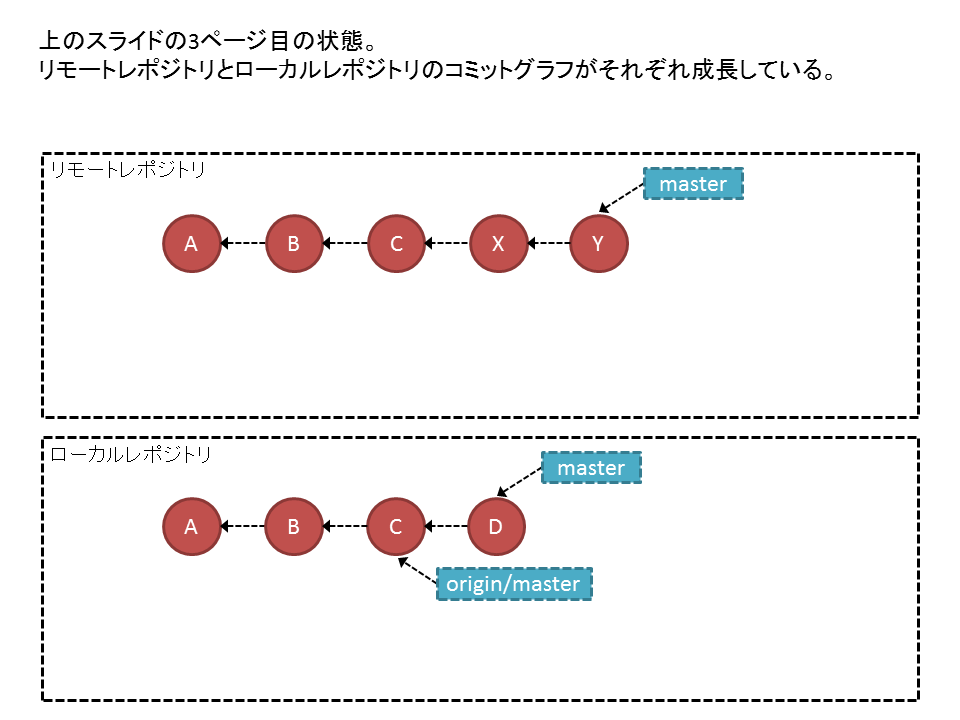 上のスライドの3ページ目の状態。
リモートレポジトリとローカルレポジトリのコミットグラフがそれぞれ成長している。
リモートレポジトリ
master
A
B
C
X
Y
ローカルレポジトリ
master
A
B
C
D
origin/master